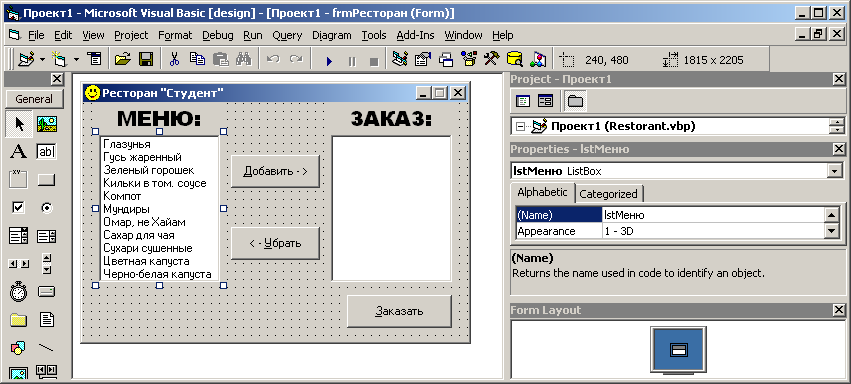 Проект1 - Microsoft Visual Basic [design] - [Проект1 - frmРесторан (Form)]
File Edit View Project Format Debug Run Query Diagram Tools Add-Ins Window Help
240, 480 1815 x 2205
General
A
ab
xy
Ресторан "Студент"
МЕНЮ: ЗАКАЗ:
Глазунья
Гусь жаренный
Зеленый горошек
Кильки в том. соусе
Компот
Мундиры
Омар, не Хайам
Сахар для чая
Сухари сушенные
Цветная капуста
Черно-белая капуста
Добавить - >
< - Убрать
Заказать
Project - Проект1
Проект1 (Restorant.vbp)
Properties - lstМеню
lstМеню ListBox
Alphabetic Categorized
(Name) lstМеню
Appearance 1 - 3D
(Name)
Returns the name used in code to identify an object.
Form Layout